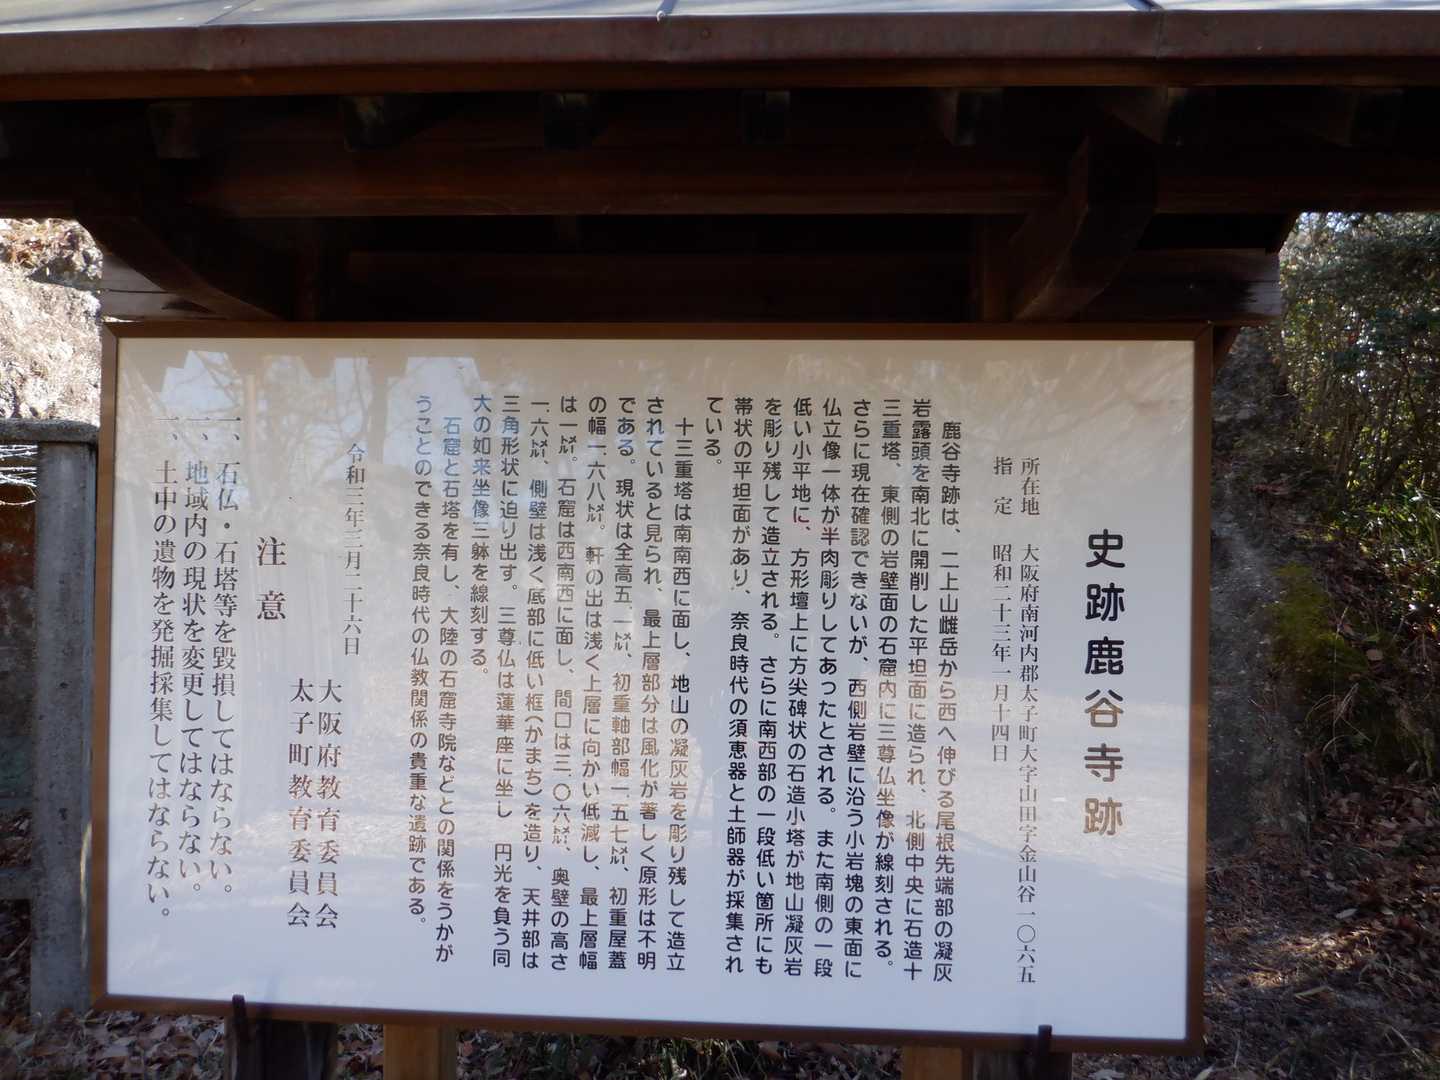 史跡鹿谷寺跡
所在地　大阪府南河内郡太子町大字山田字金山谷一〇六五
指　定　昭和二十三年一月十四日
鹿谷寺跡は、二上山雌岳から西へ伸びる尾根先端部の凝灰
岩露頭を南北に開削した平坦面に造られ、北側中央に石造十
三重塔、東側の岩壁面の石窟内に三尊仏坐像が線刻される。
さらに現在確認できないが、西側岩壁に沿う小岩塊の東面に
仏立像一体が半肉彫りしてあったとされる。また南側の一段
低い小平地に、方形壇上に方尖碑状の石造小塔が地山凝灰岩
を彫り残して造立される。さらに南西部の一段低い箇所にも
帯状の平坦面があり、奈良時代の須恵器と土師器が採集され
ている。
十三重塔は南南西に面し、地山の凝灰岩を彫り残して造立
されていると見られ、最上層部分は風化が著しく原形は不明
である。現状は全高五.一㍍、初重軸部幅一.五七㍍、初重屋蓋
の幅一.六八㍍。軒の出は浅く上層に向かい低減し、最上層幅
は一㍍。石窟は西南西に面し、間口は三.〇六㍍、奥壁の高さ
一.六㍍、側壁は浅く底部に低い框(かまち)を造り、天井部は
三角形状に迫り出す。三尊仏は蓮華座に坐し　円光を負う同
大の如来坐像三躰を線刻する。
石窟と石塔を有し、大陸の石窟寺院などとの関係をうかが
うことのできる奈良時代の仏教関係の貴重な遺跡である。
令和三年三月二十六日
大阪府教育委員会
太子町教育委員会
注　意
一、石仏・石塔等を毀損してはならない。
一、地域内の現状を変更してはならない。
一、土中の遺物を発掘採集してはならない。